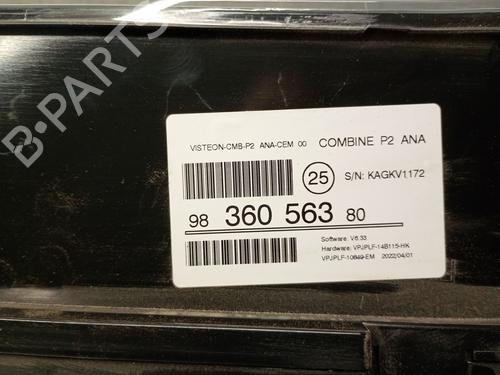 VISTEON-CMB-P2 ANA-CEM 00 COMBINE P2 ANA
25 S/N: KAGKV1172
98 360 563 80
Software: V6.33
Hardware: VPJPLF-14B115-HK
VPJPLF-10849-EM 2022/04/01
B-PARTS